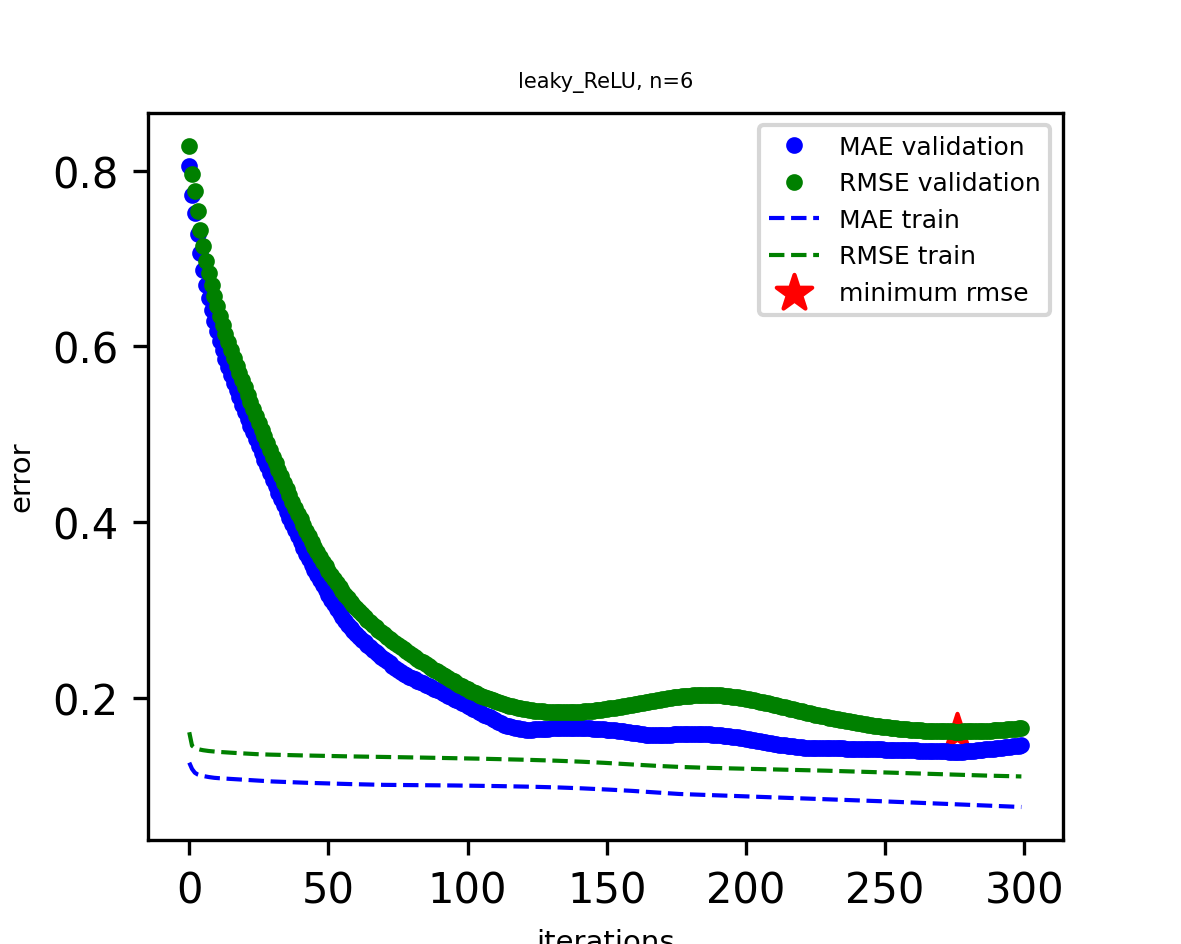 leaky_ReLU, n=6
MAE validation
RMSE validation
MAE train
RMSE train
minimum rmse
error
0.8
0.6
0.4
0.2
0 50 100 150 200 250 300
iterations